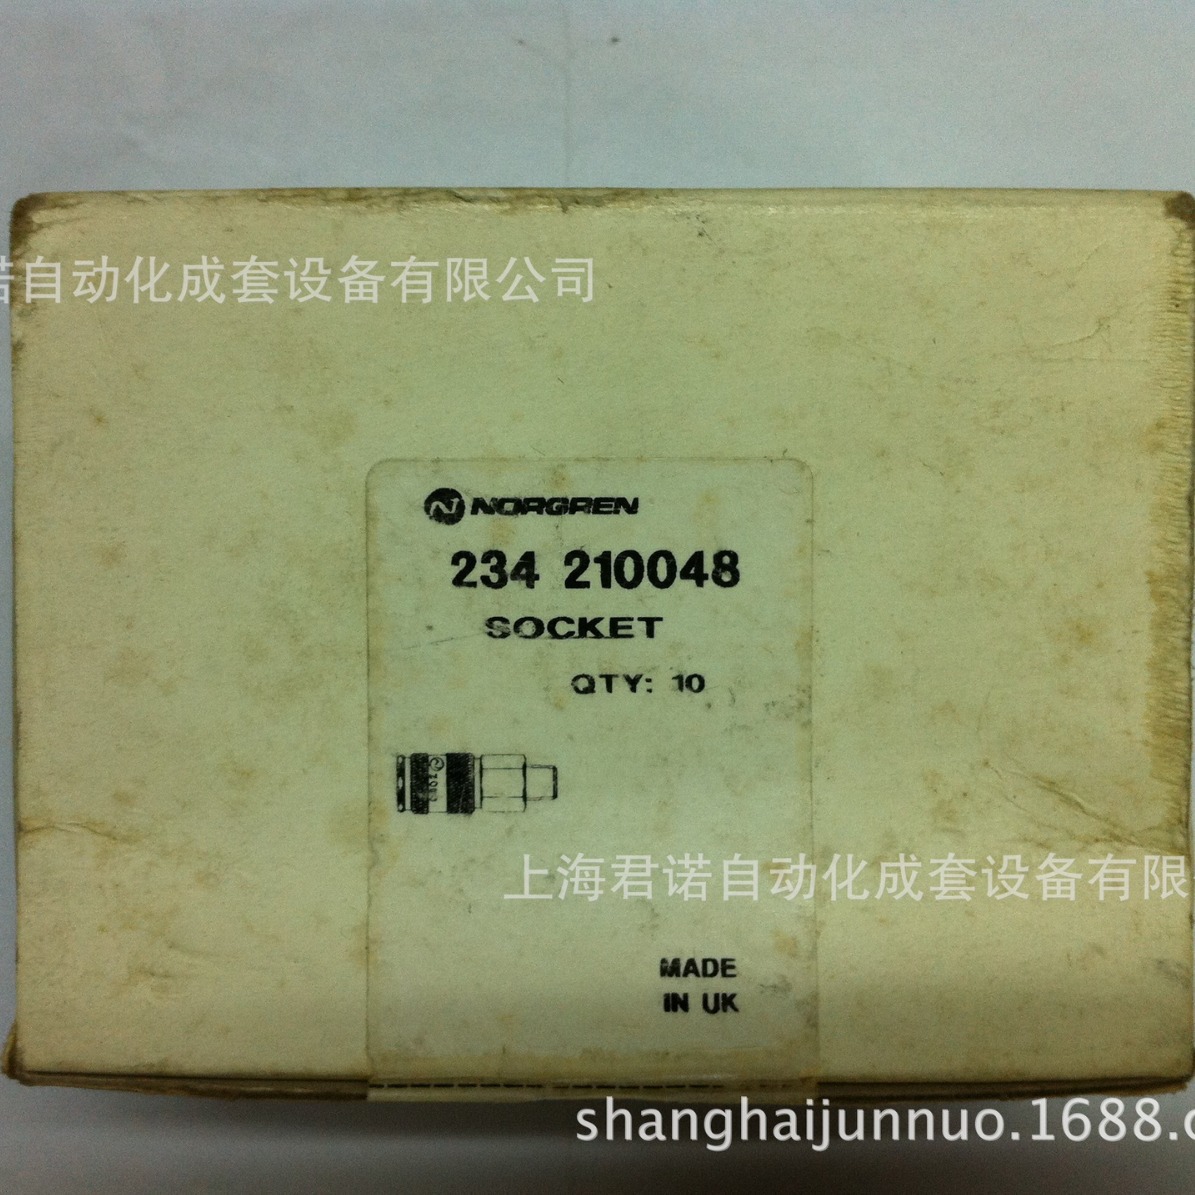 诺自动化成套设备有限公司
NORGREN
234 210048
SOCKET
QTY: 10
上海君诺自动化成套设备有限
MADE
IN UK
shanghaijunnuo.1688.c